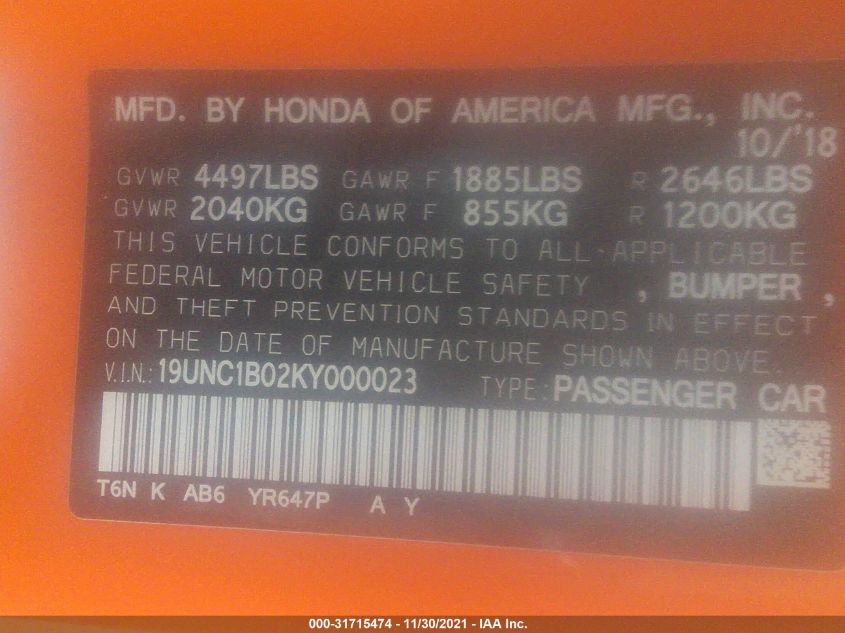 MFD. BY HONDA OF AMERICA MFG., INC.
10/'18
GVWR 4497LBS GAWR F 1885LBS R 2646LBS
GVWR 2040KG GAWR F 855KG R 1200KG
THIS VEHICLE CONFORMS TO ALL APPLICABLE
FEDERAL MOTOR VEHICLE SAFETY , BUMPER ,
AND THEFT PREVENTION STANDARDS IN EFFECT
ON THE DATE OF MANUFACTURE SHOWN ABOVE.
V.I.N.: 19UNC1B02KY000023 TYPE: PASSENGER CAR
T6N K AB6 YR647P A Y
000-31715474 - 11/30/2021 - IAA Inc.